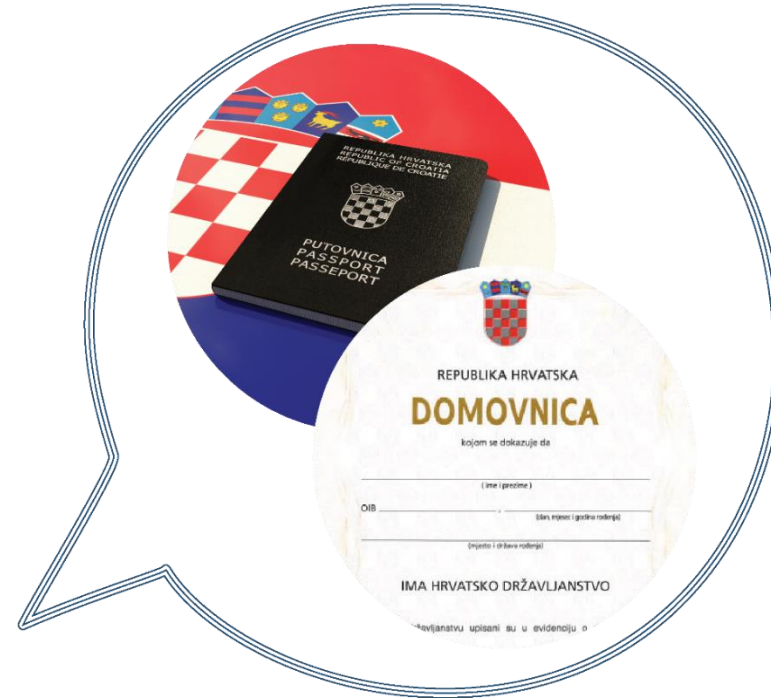 REPUBLIKA HRVATSKA
REPUBLIC OF CROATIA
RÉPUBLIQUE DE CROATIE
PUTOVNICA
PASSPORT
PASSEPORT
REPUBLIKA HRVATSKA
DOMOVNICA
kojom se dokazuje da
( ime i prezime )
OIB , (dan, mjesec i godina rođenja)
(mjesto i država rođenja)
IMA HRVATSKO DRŽAVLJANSTVO
upisani su u evidenciju o